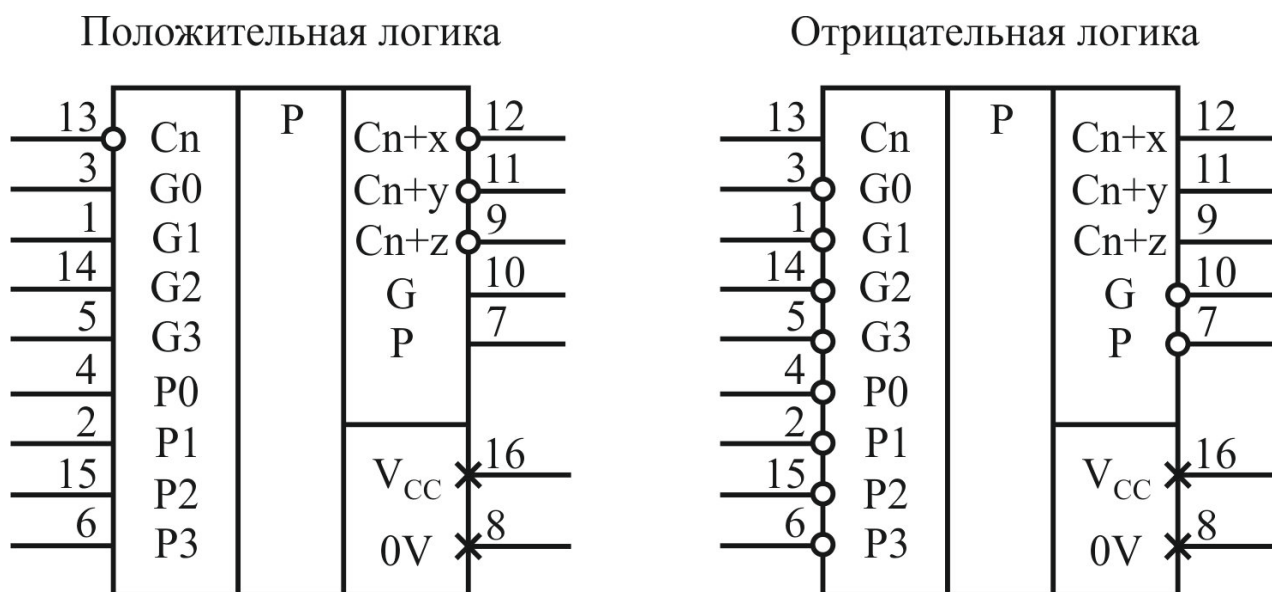 Положительная логика
Отрицательная логика
13 Cn P Cn+x 12
3 G0 Cn+y 11
1 G1 Cn+z 9
14 G2 G 10
5 G3 P 7
4 P0
2 P1 VCC 16
15 P2
6 P3 0V 8
13 Cn P Cn+x 12
3 G0 Cn+y 11
1 G1 Cn+z 9
14 G2 G 10
5 G3 P 7
4 P0
2 P1 VCC 16
15 P2
6 P3 0V 8